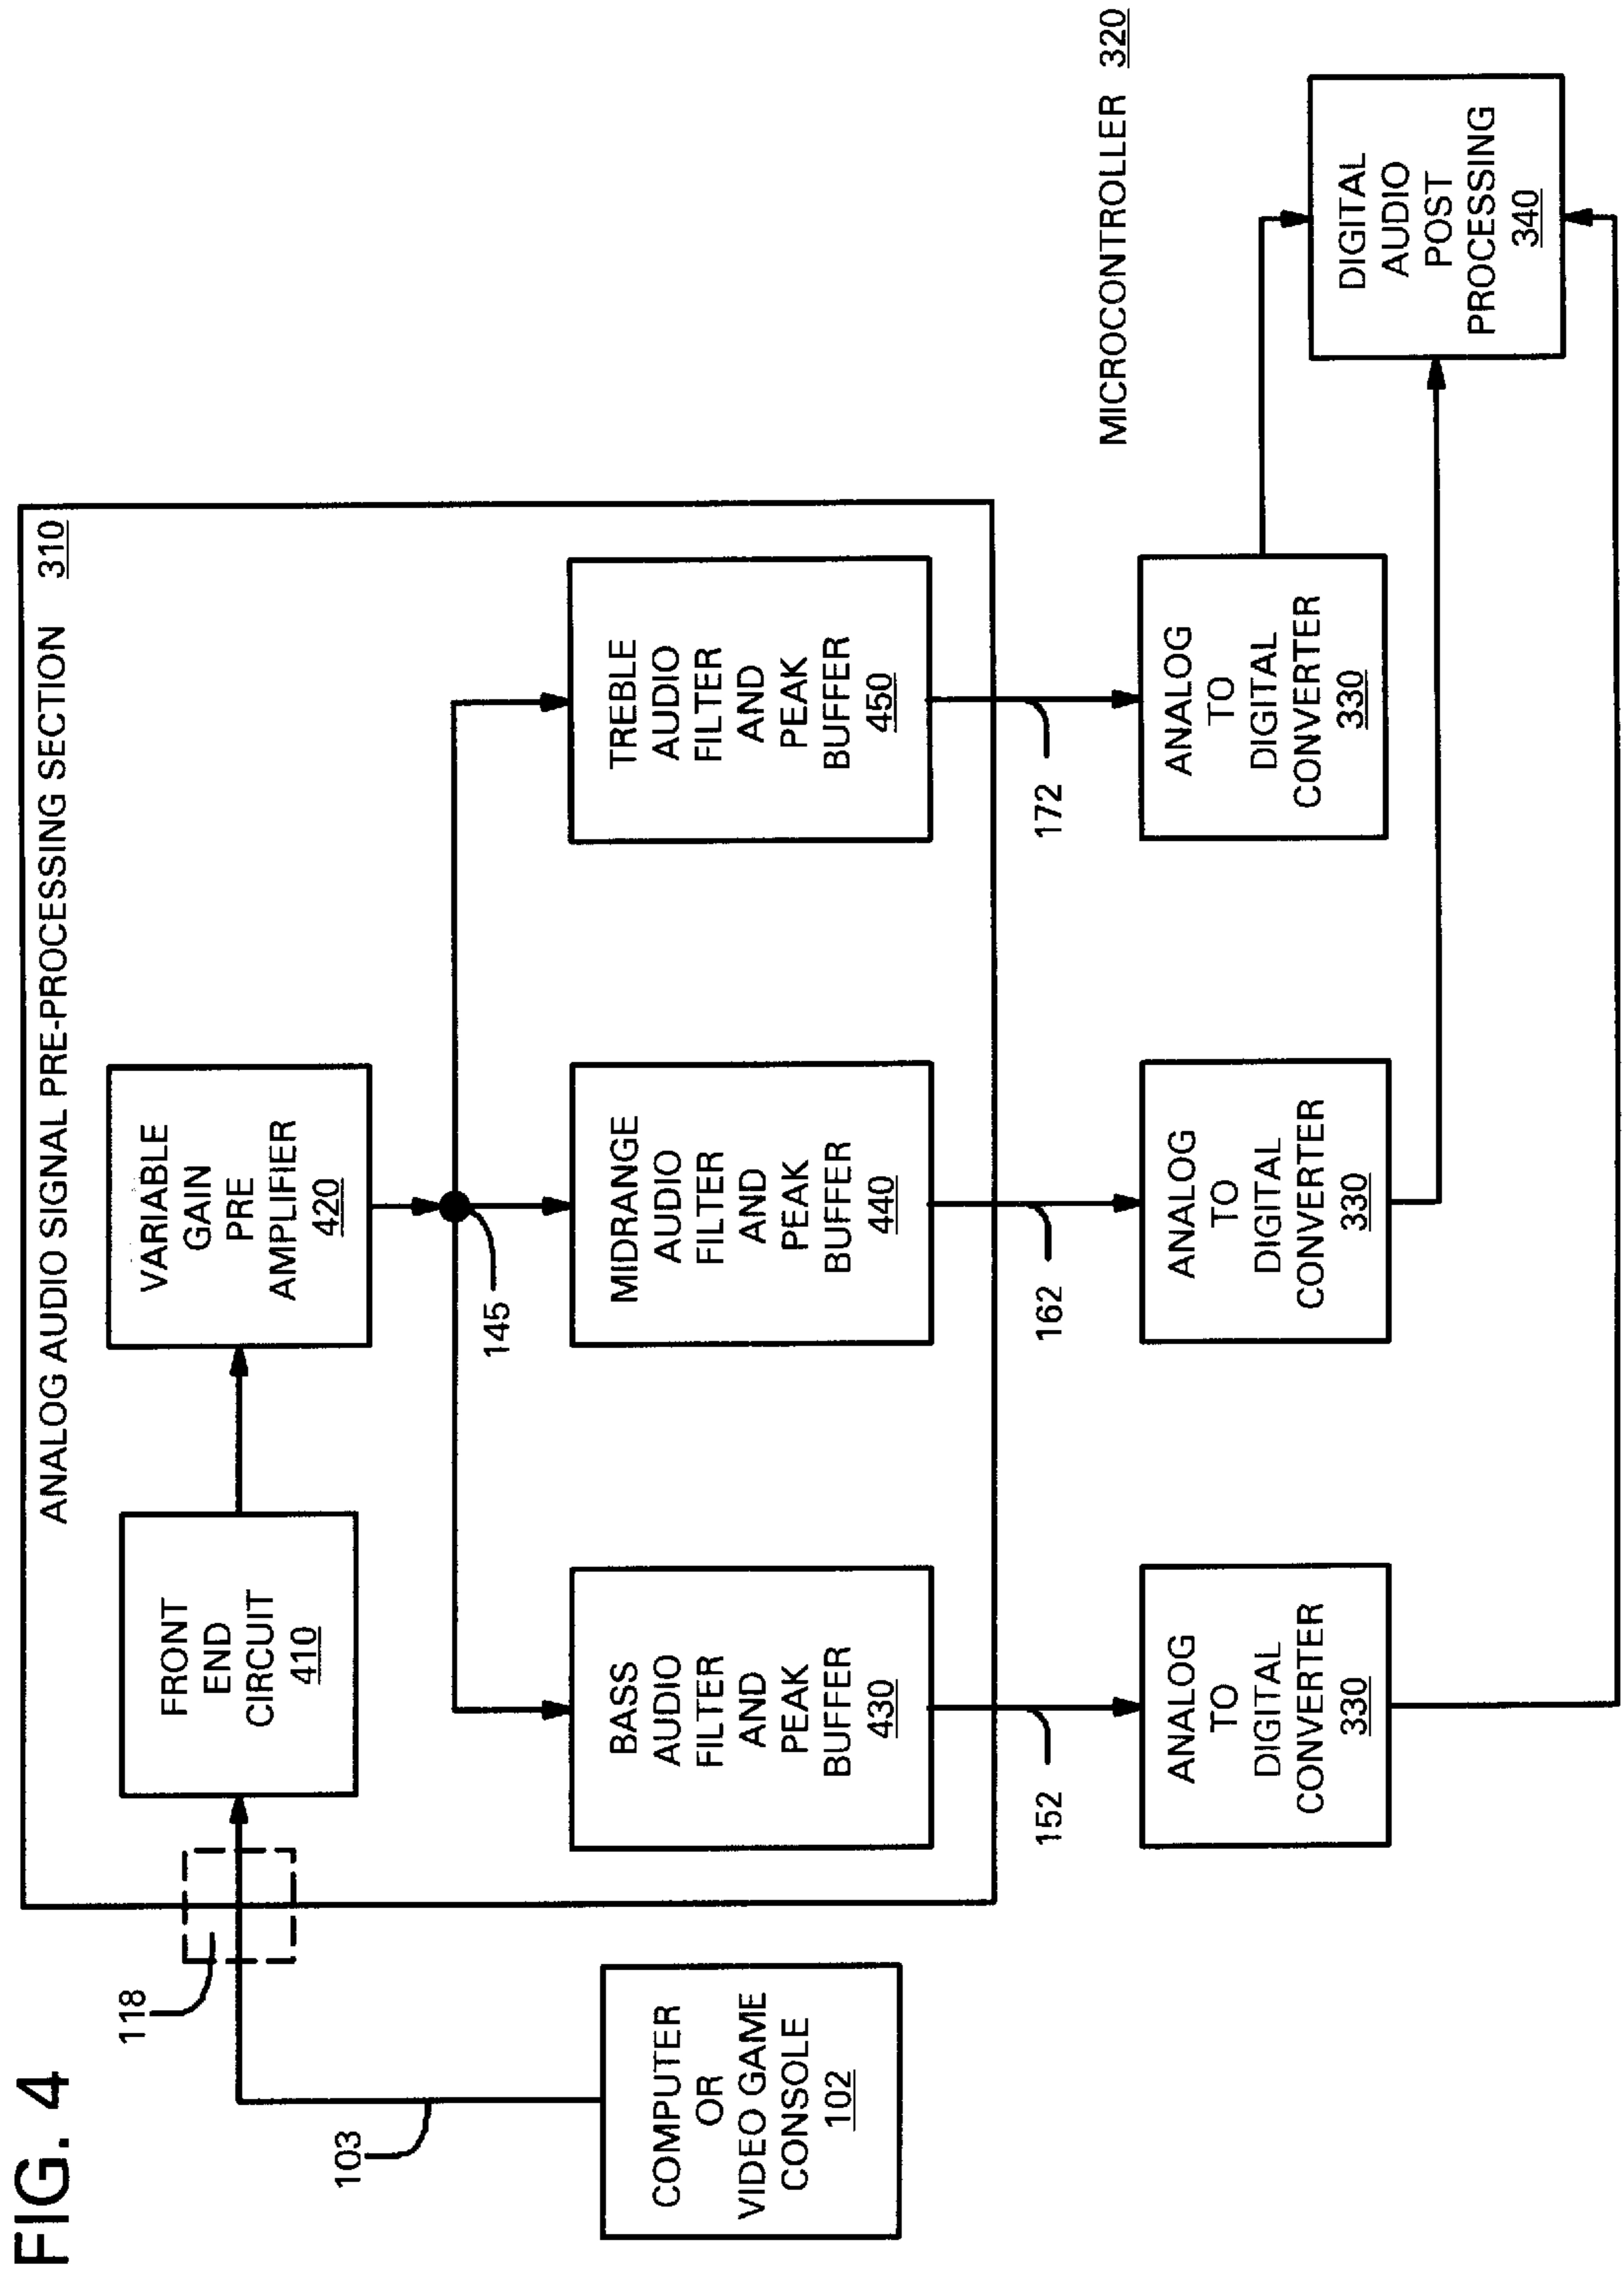 FIG. 4
ANALOG AUDIO SIGNAL PRE-PROCESSING SECTION 310
118
103
COMPUTER
OR
VIDEO GAME
CONSOLE
102
FRONT
END
CIRCUIT
410
VARIABLE
GAIN
PRE
AMPLIFIER
420
145
BASS
AUDIO
FILTER
AND
PEAK
BUFFER
430
MIDRANGE
AUDIO
FILTER
AND
PEAK
BUFFER
440
TREBLE
AUDIO
FILTER
AND
PEAK
BUFFER
450
152
162
172
MICROCONTROLLER 320
ANALOG
TO
DIGITAL
CONVERTER
330
ANALOG
TO
DIGITAL
CONVERTER
330
ANALOG
TO
DIGITAL
CONVERTER
330
DIGITAL
AUDIO
POST
PROCESSING
340